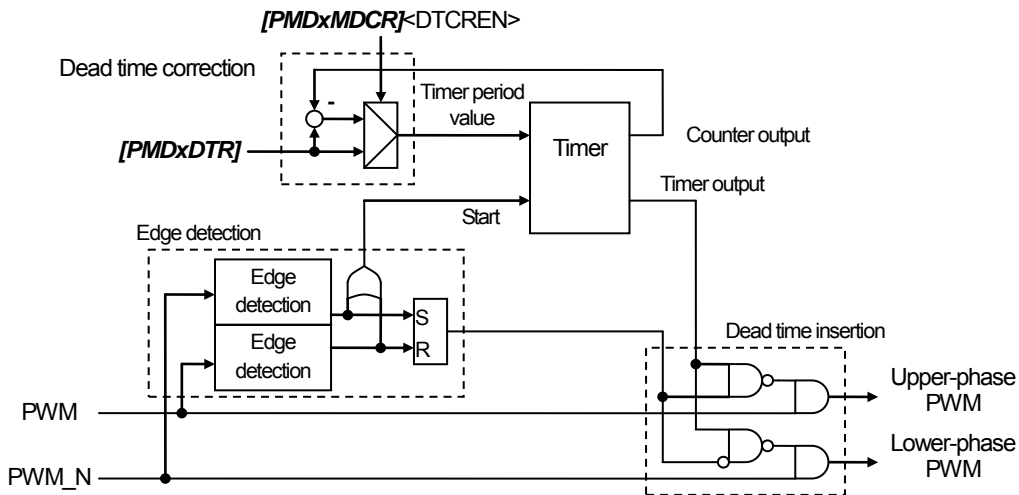 [PMDxMDCR]<DTCREN>
Dead time correction
-
Timer period
value
[PMDxDTR]
Timer
Counter output
Timer output
Start
Edge detection
Edge
detection
Edge
detection
S
R
Dead time insertion
Upper-phase
PWM
PWM
Lower-phase
PWM
PWM_N